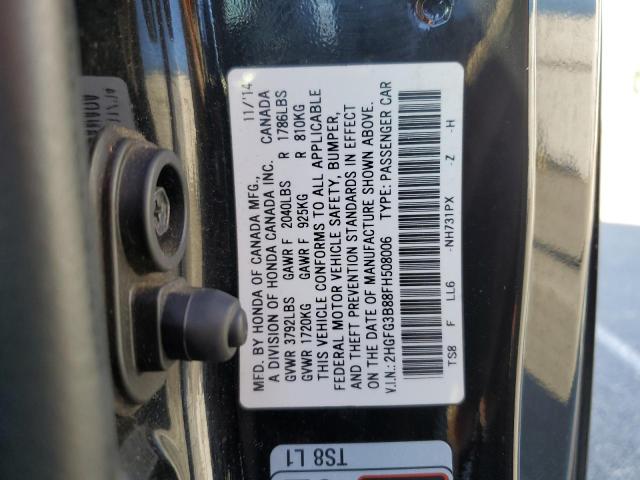 11/'14
MFD. BY HONDA OF CANADA MFG.,
A DIVISION OF HONDA CANADA INC. CANADA
GVWR 3792LBS GAWR F 2040LBS R 1786LBS
GVWR 1720KG GAWR F 925KG R 810KG
THIS VEHICLE CONFORMS TO ALL APPLICABLE
FEDERAL MOTOR VEHICLE SAFETY, BUMPER,
AND THEFT PREVENTION STANDARDS IN EFFECT
ON THE DATE OF MANUFACTURE SHOWN ABOVE.
V.I.N.: 2HGFG3B88FH508006 TYPE: PASSENGER CAR
TS8 F LL6 -NH731PX -Z -H
TS8 L1